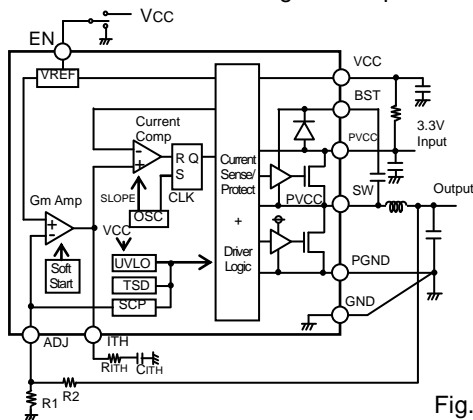 VCC
EN
VREF
VCC
BST
Current
Comp
PVCC
3.3V
Input
R Q
S
Current
Sense/
Protect
SLOPE
CLK
OSC
Gm Amp
VCC
PVCC
SW
Output
+
UVLO
Driver
Logic
Soft
Start
TSD
PGND
SCP
GND
ADJ
ITH
RITH
CITH
R1
R2
Fig.